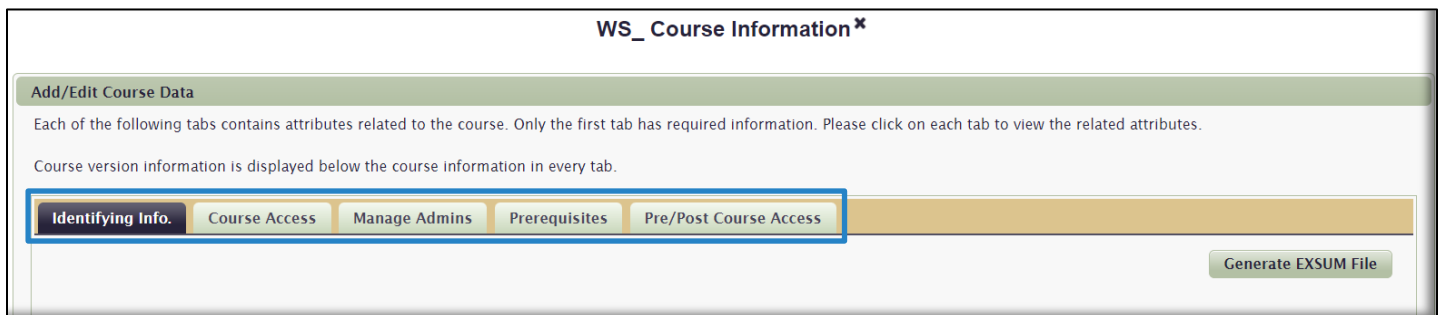 WS_ Course Information✖
Add/Edit Course Data
Each of the following tabs contains attributes related to the course. Only the first tab has required information. Please click on each tab to view the related attributes.
Course version information is displayed below the course information in every tab.
Identifying Info. Course Access Manage Admins Prerequisites Pre/Post Course Access
Generate EXSUM File